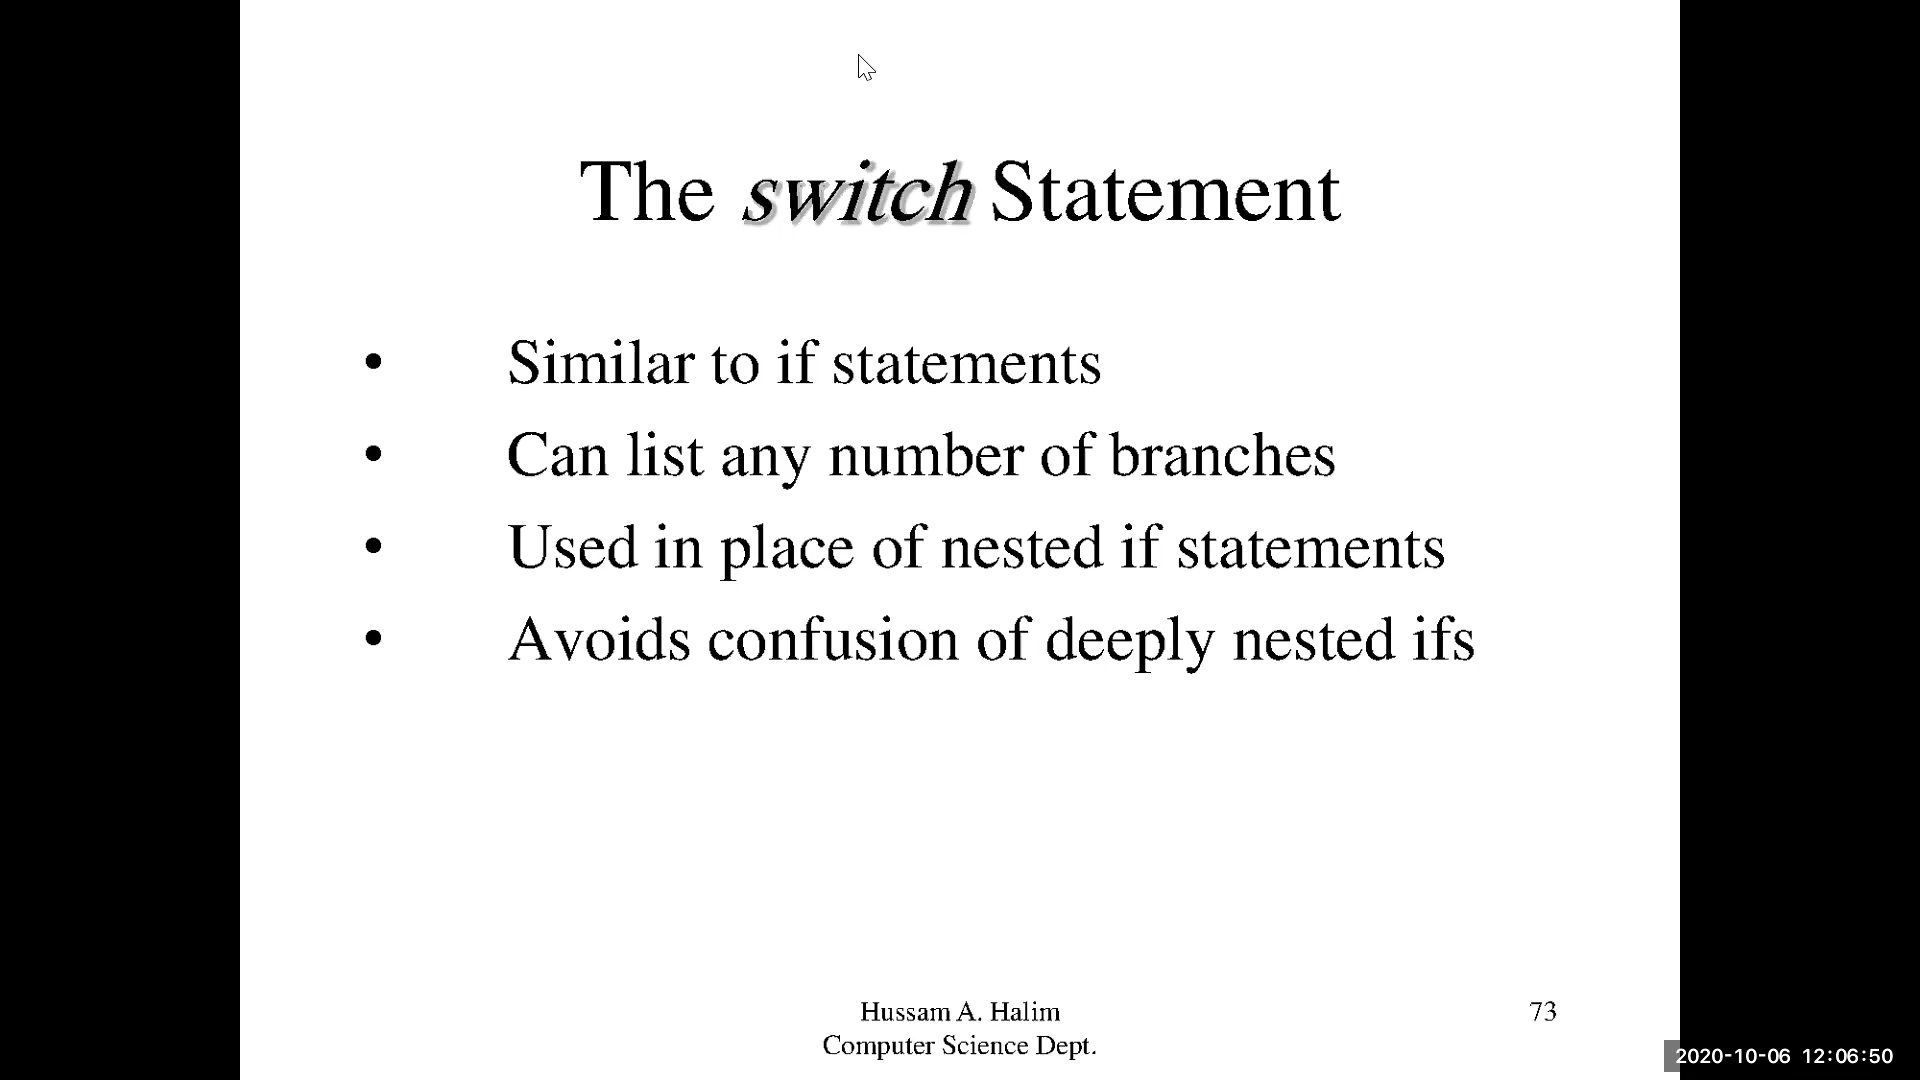 The switch Statement
• Similar to if statements
• Can list any number of branches
• Used in place of nested if statements
• Avoids confusion of deeply nested ifs
Hussam A. Halim
Computer Science Dept.
73
2020-10-06 12:06:50